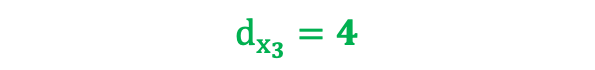 d_{x_3} = 4